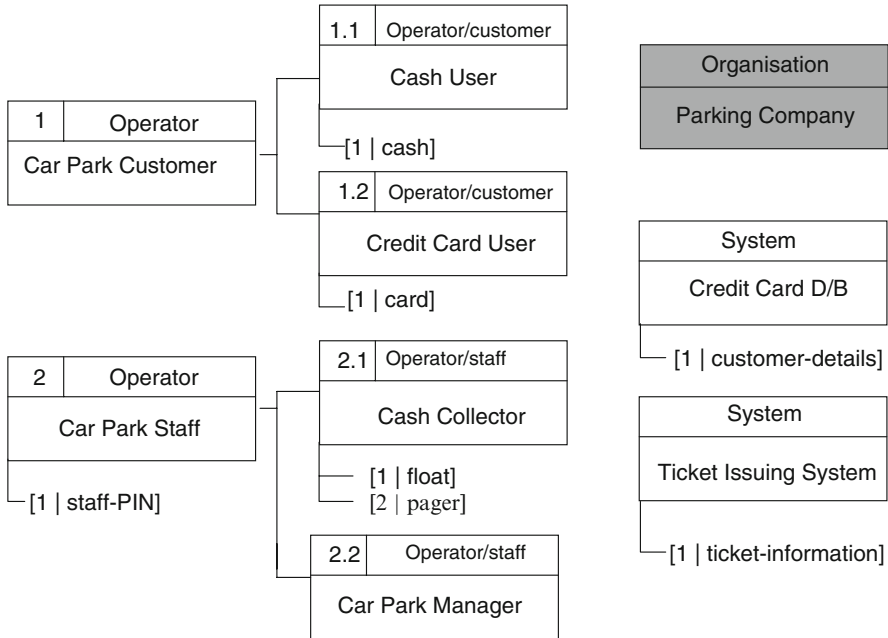 1 Operator
Car Park Customer
1.1 Operator/customer
Cash User
[1 | cash]
1.2 Operator/customer
Credit Card User
[1 | card]
2 Operator
Car Park Staff
[1 | staff-PIN]
2.1 Operator/staff
Cash Collector
[1 | float]
[2 | pager]
2.2 Operator/staff
Car Park Manager
Organisation
Parking Company
System
Credit Card D/B
[1 | customer-details]
System
Ticket Issuing System
[1 | ticket-information]